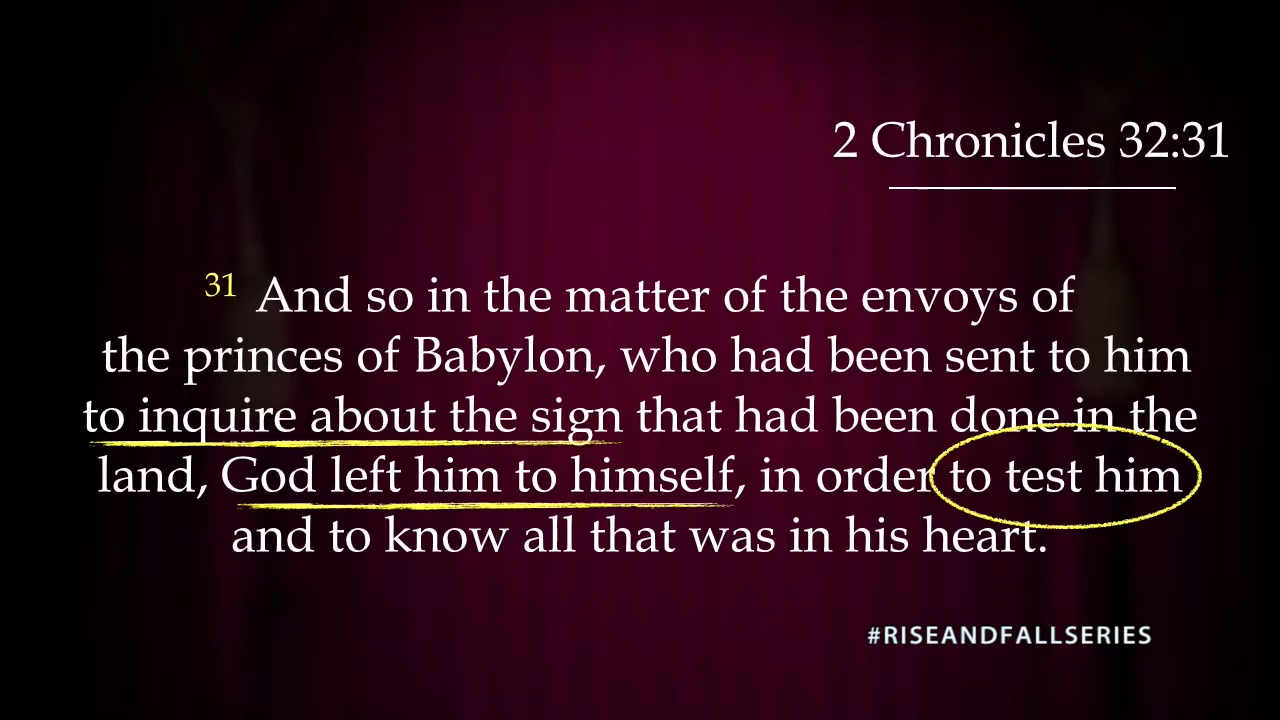 2 Chronicles 32:31
31 And so in the matter of the envoys of
the princes of Babylon, who had been sent to him
to inquire about the sign that had been done in the
land, God left him to himself, in order to test him
and to know all that was in his heart.
#RISEANDFALLSERIES